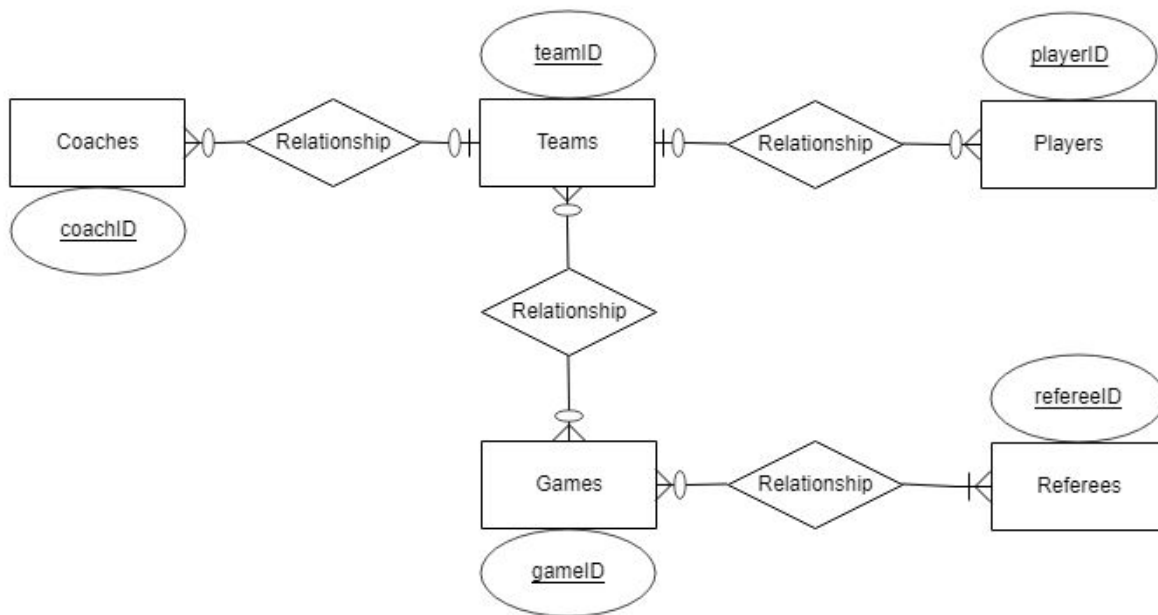 teamID
playerID
Coaches
Relationship
Teams
Relationship
Players
coachID
Relationship
refereeID
Games
Relationship
Referees
gameID